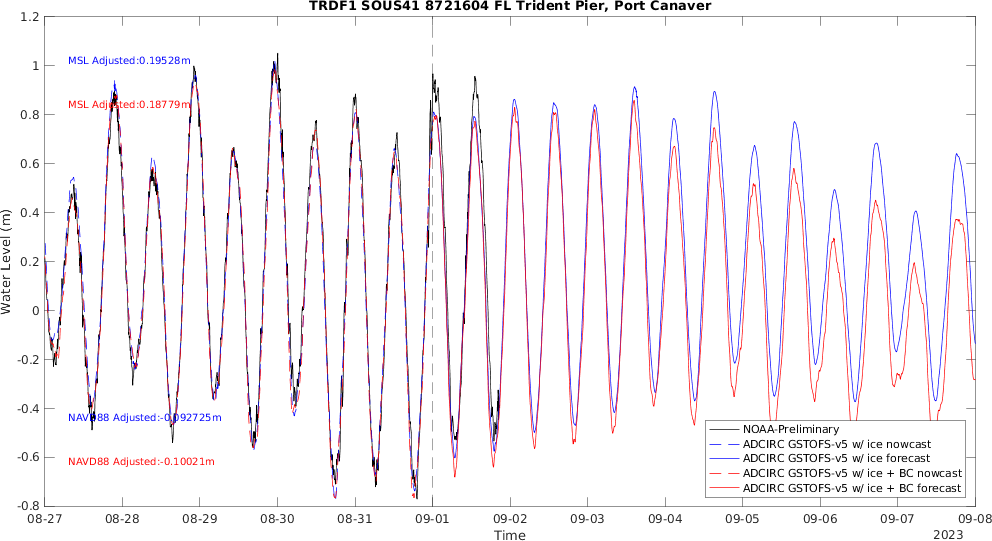 TRDF1 SOUS41 8721604 FL Trident Pier, Port Canaver
1.2
1
0.8
0.6
0.4
0.2
0
-0.2
-0.4
-0.6
-0.8
Water Level (m)
MSL Adjusted:0.19528m
MSL Adjusted:0.18779m
NAVD88 Adjusted:-0.092725m
NAVD88 Adjusted:-0.10021m
NOAA-Preliminary
ADCIRC GSTOFS-v5 w/ ice nowcast
ADCIRC GSTOFS-v5 w/ ice forecast
ADCIRC GSTOFS-v5 w/ ice + BC nowcast
ADCIRC GSTOFS-v5 w/ ice + BC forecast
08-27 08-28 08-29 08-30 08-31 09-01 09-02 09-03 09-04 09-05 09-06 09-07 09-08
Time
2023